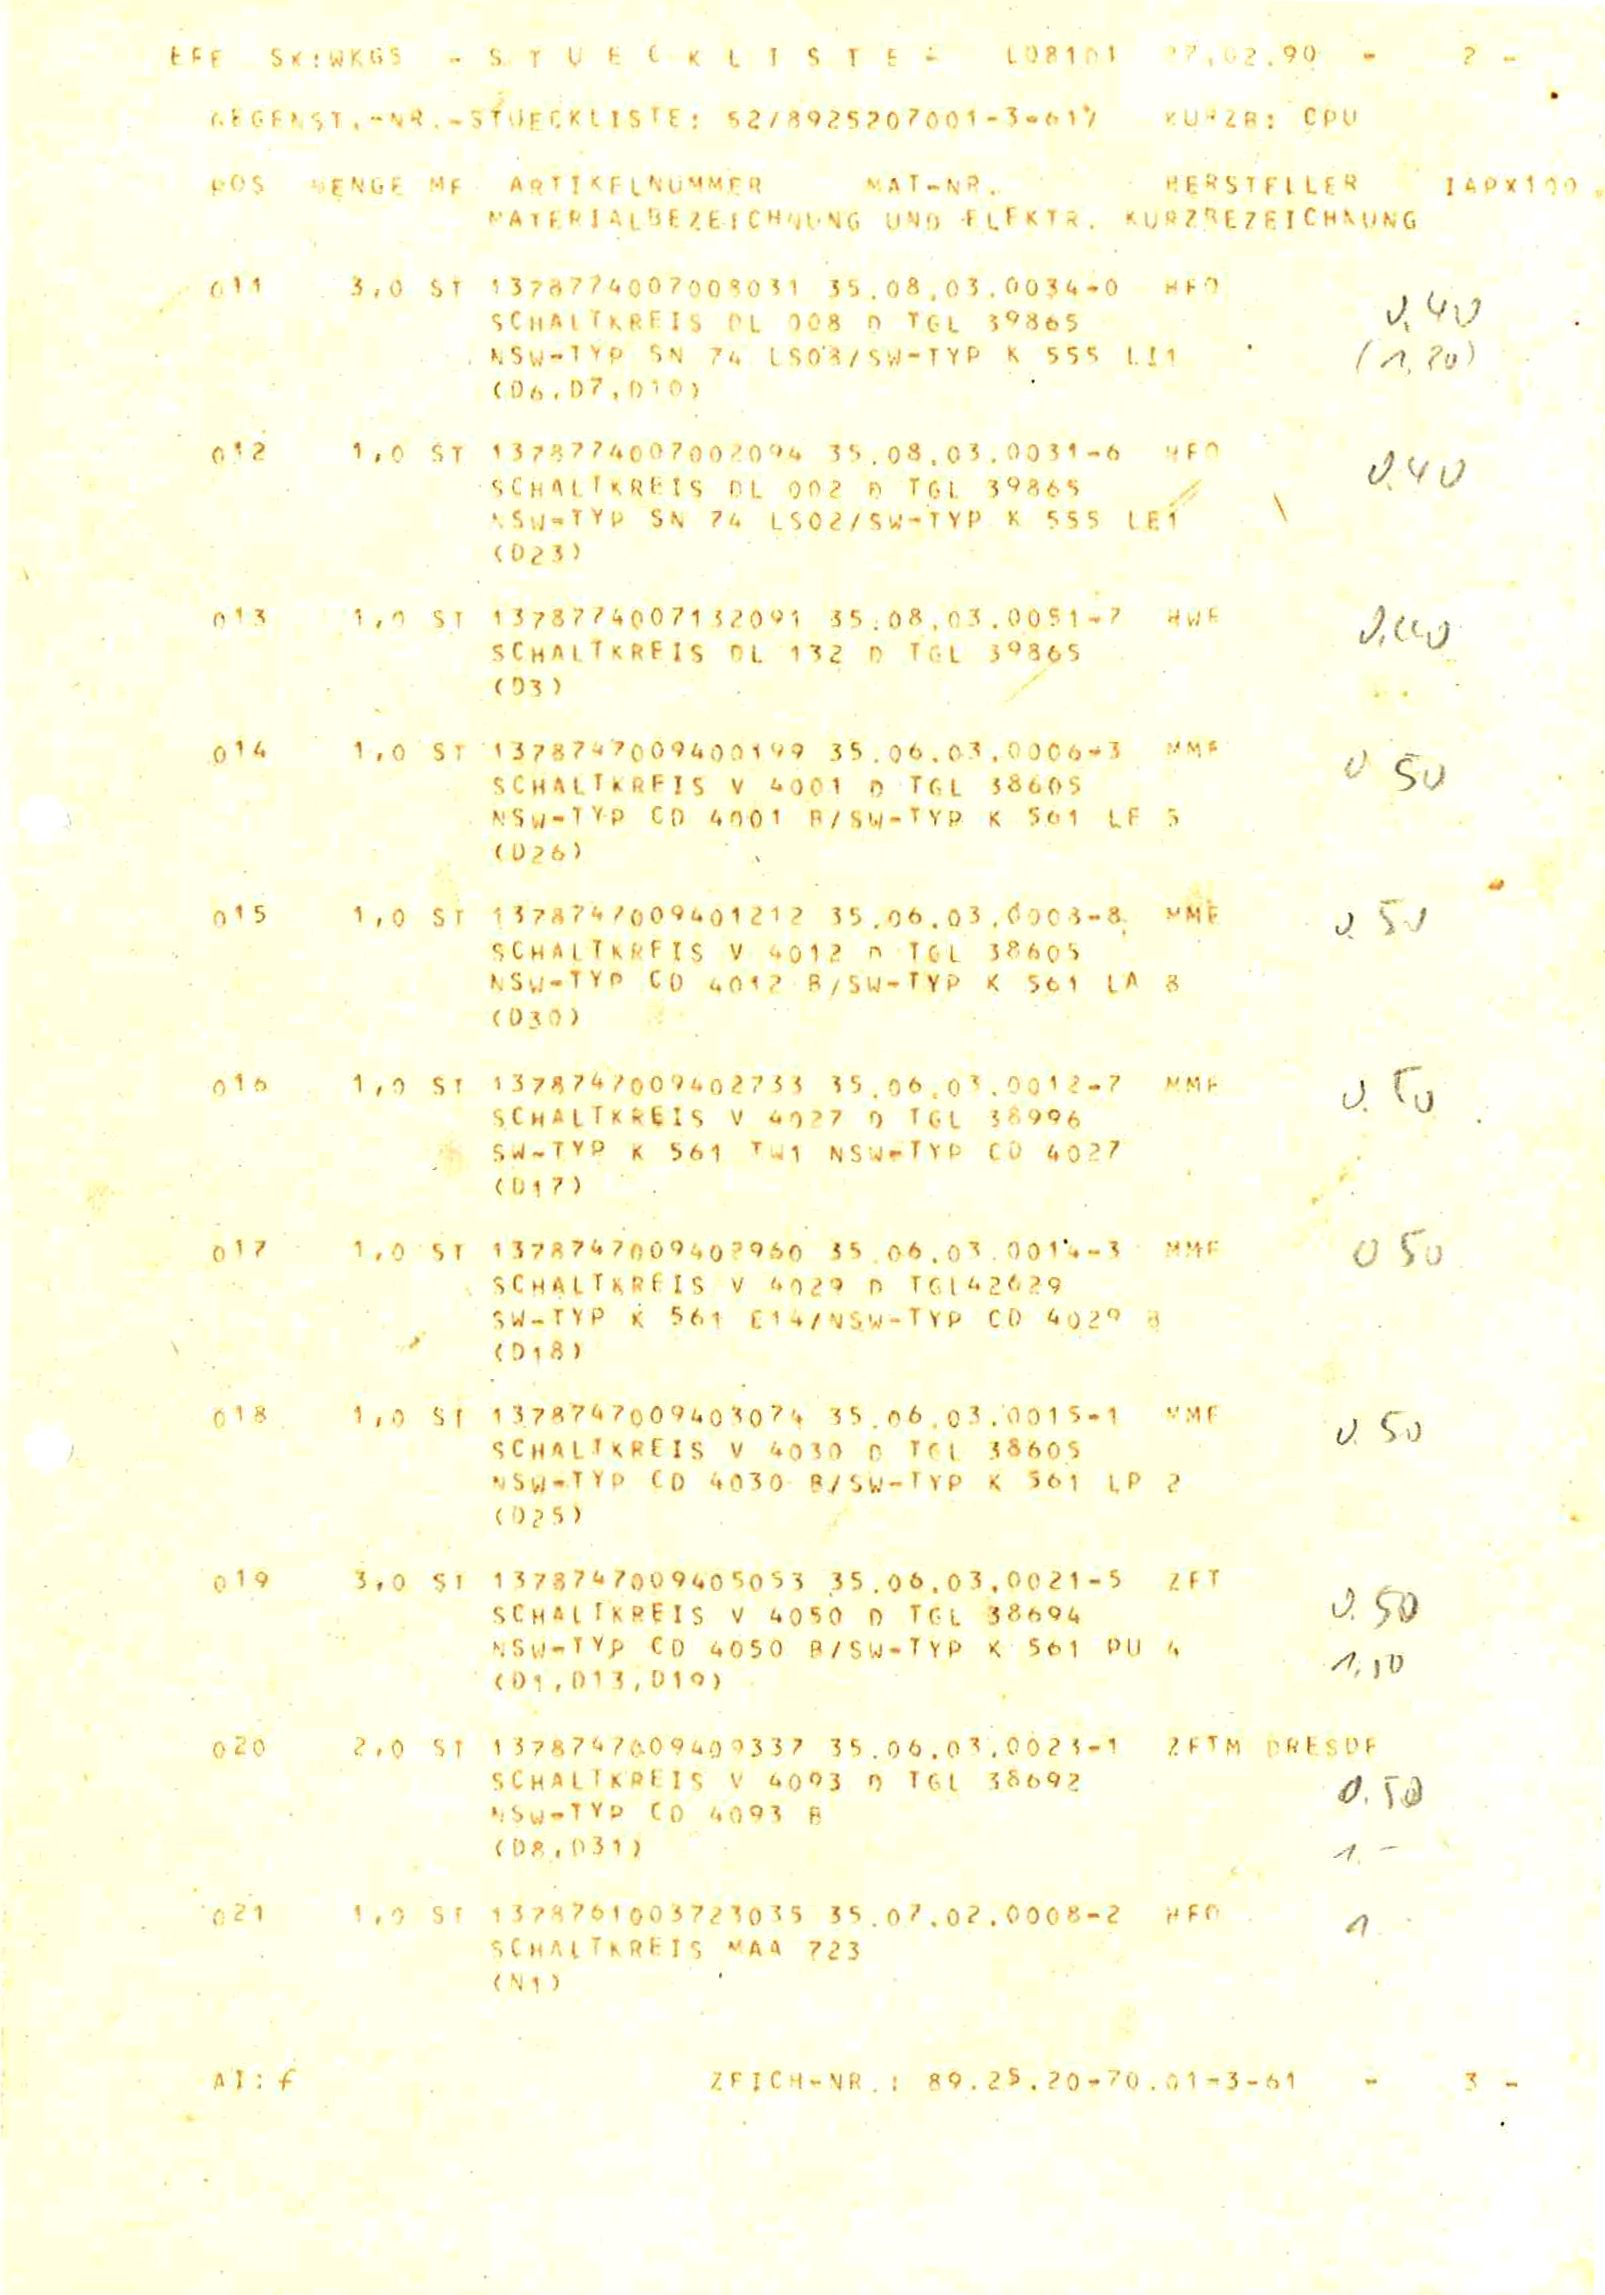 EFE SK:WKGS - S T U E C K L I S T E - L08101 27.02.90 - 2 -
GEGENST.-NR.-STUECKLISTE: 52/8925207001-3-617 KURZB: CPU
POS MENGE ME ARTIKELNUMMER MAT-NR. HERSTELLER IAPX100
MATERIALBEZEICHNUNG UND ELEKTR. KURZBEZEICHNUNG
011 3,0 ST 1378774007008031 35.08.03.0034-0 HFO
SCHALTKREIS DL 008 D TGL 39865 0.40
NSW-TYP SN 74 LS08/SW-TYP K 555 LI1 (1,20)
(D6,D7,D10)
012 1,0 ST 1378774007002094 35.08.03.0031-6 HFO 0.40
SCHALTKREIS DL 002 D TGL 39865
NSW-TYP SN 74 LS02/SW-TYP K 555 LE1
(D23)
013 1,0 ST 1378774007132091 35.08.03.0051-7 HWF
SCHALTKREIS DL 132 D TGL 39865
(D3)
014 1,0 ST 1378747009400199 35.06.03.0006-3 MME 0 50
SCHALTKREIS V 4001 D TGL 38605
NSW-TYP CD 4001 B/SW-TYP K 561 LE 5
(D26)
015 1,0 ST 1378747009401212 35.06.03.0008-8 MME 0.50
SCHALTKREIS V 4012 D TGL 38605
NSW-TYP CD 4012 B/SW-TYP K 561 LA 8
(D30)
016 1,0 ST 1378747009402733 35.06.03.0012-7 MME 0.50
SCHALTKREIS V 4027 D TGL 38996
SW-TYP K 561 TW1 NSW-TYP CD 4027
(D17)
017 1,0 ST 1378747009402960 35.06.03.0014-3 MME 0 50
SCHALTKREIS V 4029 D TGL42629
SW-TYP K 561 E14/NSW-TYP CD 4029 B
(D18)
018 1,0 ST 1378747009403074 35.06.03.0015-1 MME 0.50
SCHALTKREIS V 4030 D TGL 38605
NSW-TYP CD 4030 B/SW-TYP K 561 LP 2
(D25)
019 3,0 ST 1378747009405053 35.06.03.0021-5 ZFT
SCHALTKREIS V 4050 D TGL 38694 0.50
NSW-TYP CD 4050 B/SW-TYP K 561 PU 4
(D1,D13,D19)
020 2,0 ST 1378747009409337 35.06.03.0023-1 ZFTM DRESDE
SCHALTKREIS V 4093 D TGL 38692 0.50
NSW-TYP CD 4093 B
(D8,D31) 1.-
021 1,0 ST 1378761003723035 35.07.02.0008-2 HFO 1
SCHALTKREIS MAA 723
(N1)
AI: f ZEICH-NR.: 89.25.20-70.01-3-61 - 3 -